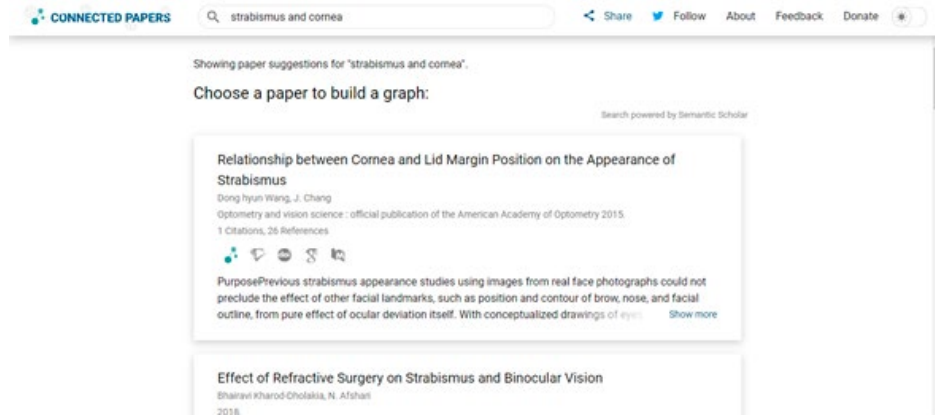 CONNECTED PAPERS
strabismus and cornea
Share
Follow
About
Feedback
Donate
Showing paper suggestions for "strabismus and cornea".
Choose a paper to build a graph:
Search powered by Semantic Scholar
Relationship between Cornea and Lid Margin Position on the Appearance of
Strabismus
Dong hyun Wang, J. Chang
Optometry and vision science : official publication of the American Academy of Optometry 2015.
1 Citations, 26 References
PurposePrevious strabismus appearance studies using images from real face photographs could not
preclude the effect of other facial landmarks, such as position and contour of brow, nose, and facial
outline, from pure effect of ocular deviation itself. With conceptualized drawings of eyes
Show more
Effect of Refractive Surgery on Strabismus and Binocular Vision
Bhairavi Kharod-Dholakia, N. Afshari
2018